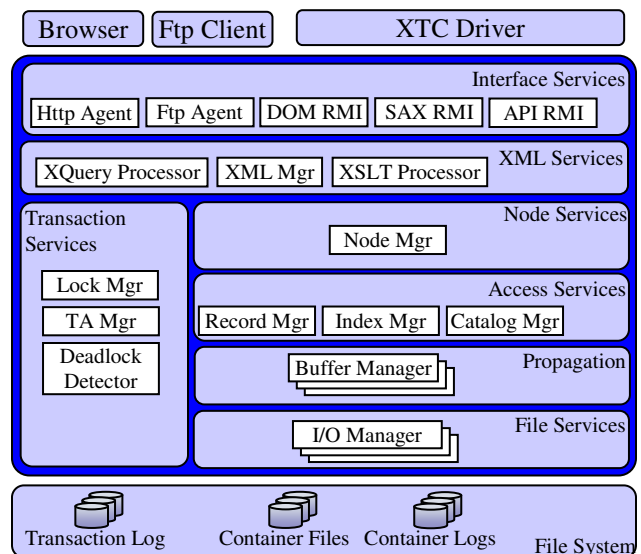 Browser
Ftp Client
XTC Driver
Interface Services
Http Agent
Ftp Agent
DOM RMI
SAX RMI
API RMI
XML Services
XQuery Processor
XML Mgr
XSLT Processor
Transaction
Services
Lock Mgr
TA Mgr
Deadlock
Detector
Node Services
Node Mgr
Access Services
Record Mgr
Index Mgr
Catalog Mgr
Propagation
Buffer Manager
File Services
I/O Manager
Transaction Log
Container Files
Container Logs
File System